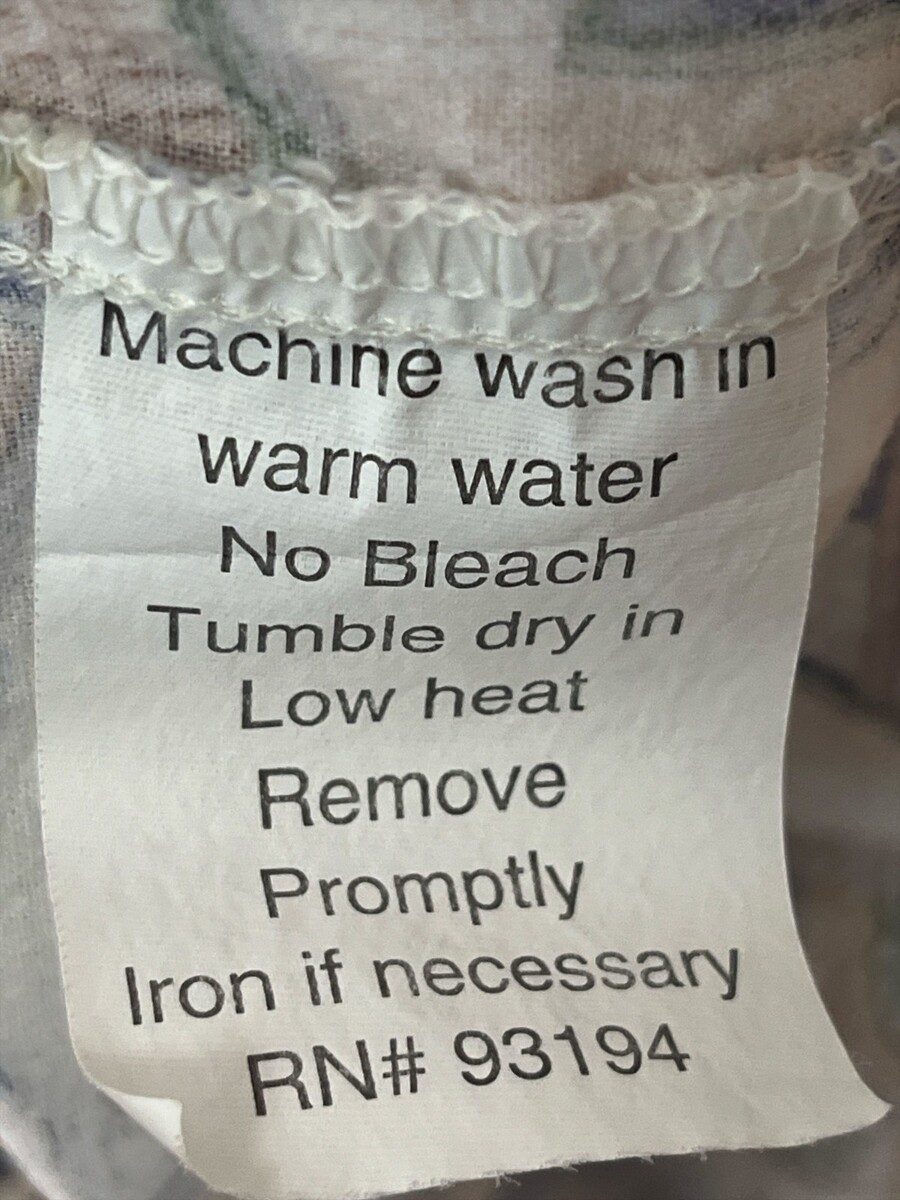 Machine wash in
warm water
No Bleach
Tumble dry in
Low heat
Remove
Promptly
Iron if necessary
RN# 93194